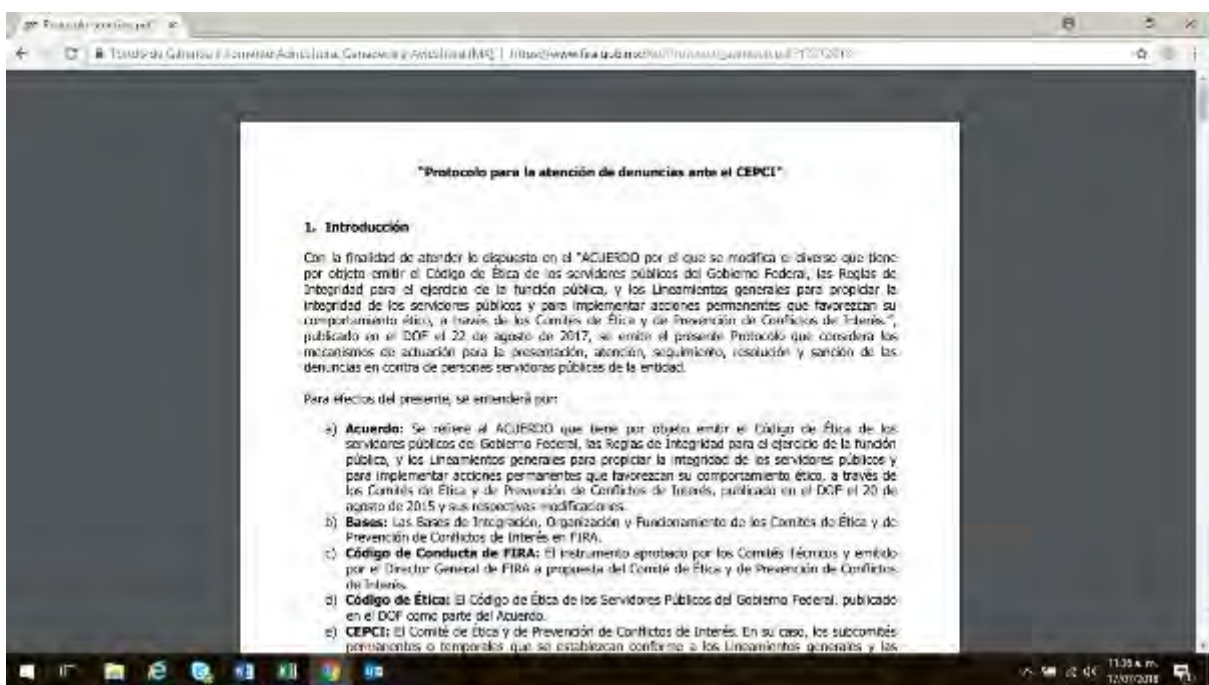 "Protocolo para la atención de denuncias ante el CEPCI"
1. Introducción
Con la finalidad de atender lo dispuesto en el "ACUERDO por el que se modifica el diverso que tiene
por objeto emitir el Código de Ética de los servidores públicos del Gobierno Federal, las Reglas de
Integridad para el ejercicio de la función pública, y los Lineamientos generales para propiciar la
integridad de los servidores públicos y para implementar acciones permanentes que favorezcan su
comportamiento ético, a través de los Comités de Ética y de Prevención de Conflictos de Interés.",
publicado en el DOF el 22 de agosto de 2017, se emite el presente Protocolo que considera los
mecanismos de actuación para la presentación, atención, seguimiento, resolución y sanción de las
denuncias en contra de personas servidoras públicas de la entidad.
Para efectos del presente, se entenderá por:
a) Acuerdo: Se refiere al ACUERDO que tiene por objeto emitir el Código de Ética de los
servidores públicos del Gobierno Federal, las Reglas de Integridad para el ejercicio de la función
pública, y los Lineamientos generales para propiciar la integridad de los servidores públicos y
para implementar acciones permanentes que favorezcan su comportamiento ético, a través de
los Comités de Ética y de Prevención de Conflictos de Interés, publicado en el DOF el 20 de
agosto de 2015 y sus respectivas modificaciones.
b) Bases: Las Bases de Integración, Organización y Funcionamiento de los Comités de Ética y de
Prevención de Conflictos de Interés en FIRA.
c) Código de Conducta de FIRA: El instrumento aprobado por los Comités Técnicos y emitido
por el Director General de FIRA a propuesta del Comité de Ética y de Prevención de Conflictos
de Interés.
d) Código de Ética: El Código de Ética de los Servidores Públicos del Gobierno Federal, publicado
en el DOF como parte del Acuerdo.
e) CEPCI: El Comité de Ética y de Prevención de Conflictos de Interés. En su caso, los subcomités
permanentes o temporales que se establezcan conforme a los Lineamientos generales y las
11:35 a. m.
12/01/2018